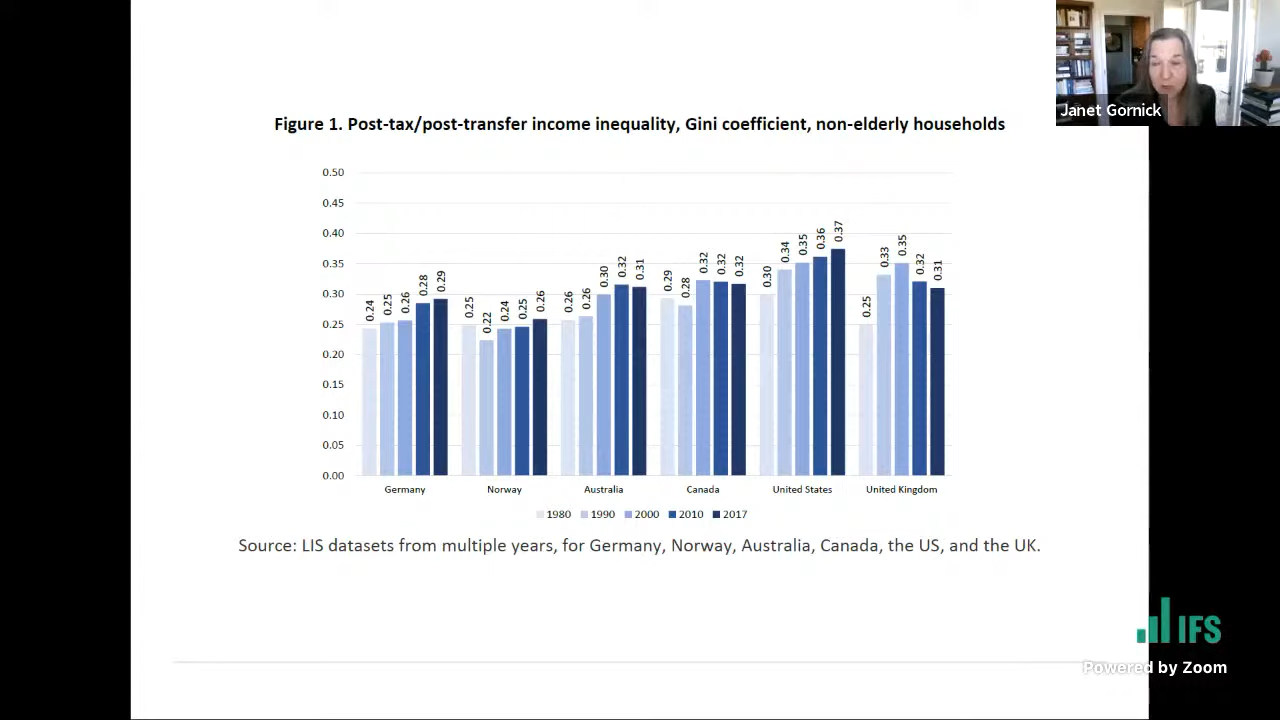 Janet Gornick
Figure 1. Post-tax/post-transfer income inequality, Gini coefficient, non-elderly households
0.50
0.45
0.40
0.35
0.30
0.25
0.20
0.15
0.10
0.05
0.00
0.24 0.25 0.26 0.28 0.29
0.25 0.22 0.24 0.25 0.26
0.26 0.26 0.30 0.32 0.31
0.29 0.28 0.32 0.32 0.32
0.30 0.34 0.35 0.36 0.37
0.25 0.33 0.35 0.32 0.31
Germany Norway Australia Canada United States United Kingdom
1980 1990 2000 2010 2017
Source: LIS datasets from multiple years, for Germany, Norway, Australia, Canada, the US, and the UK.
IFS
Powered by Zoom